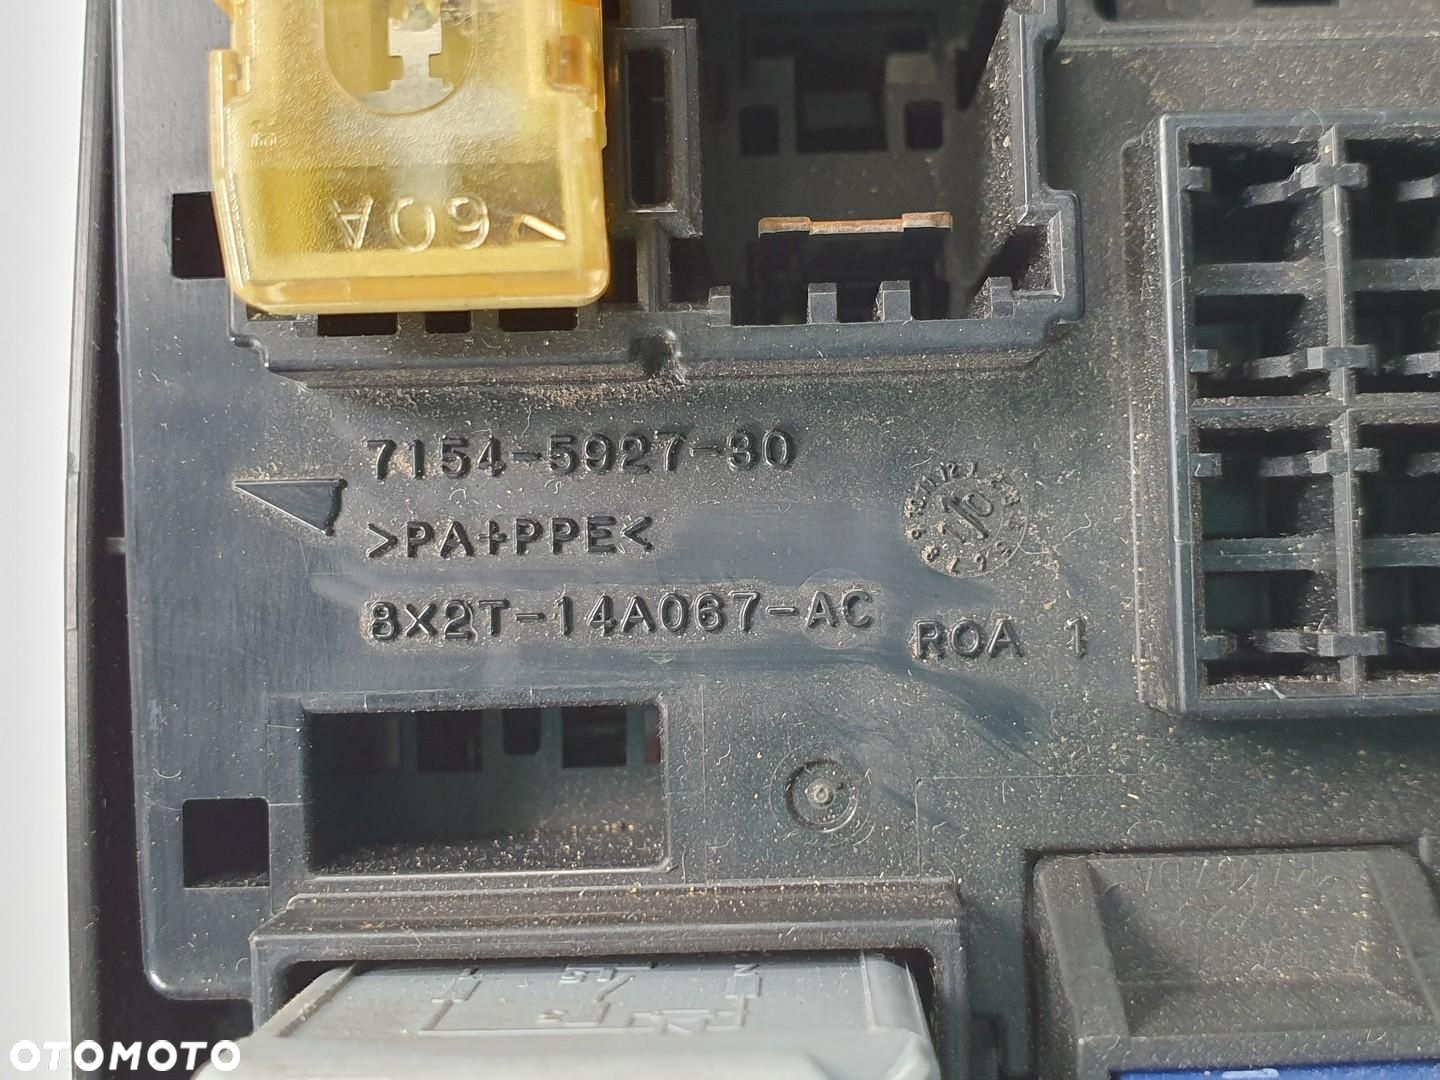 60A
7154-5927-30
>PA+PPE<
8X2T-14A067-AC
ROA 1
OTOMOTO